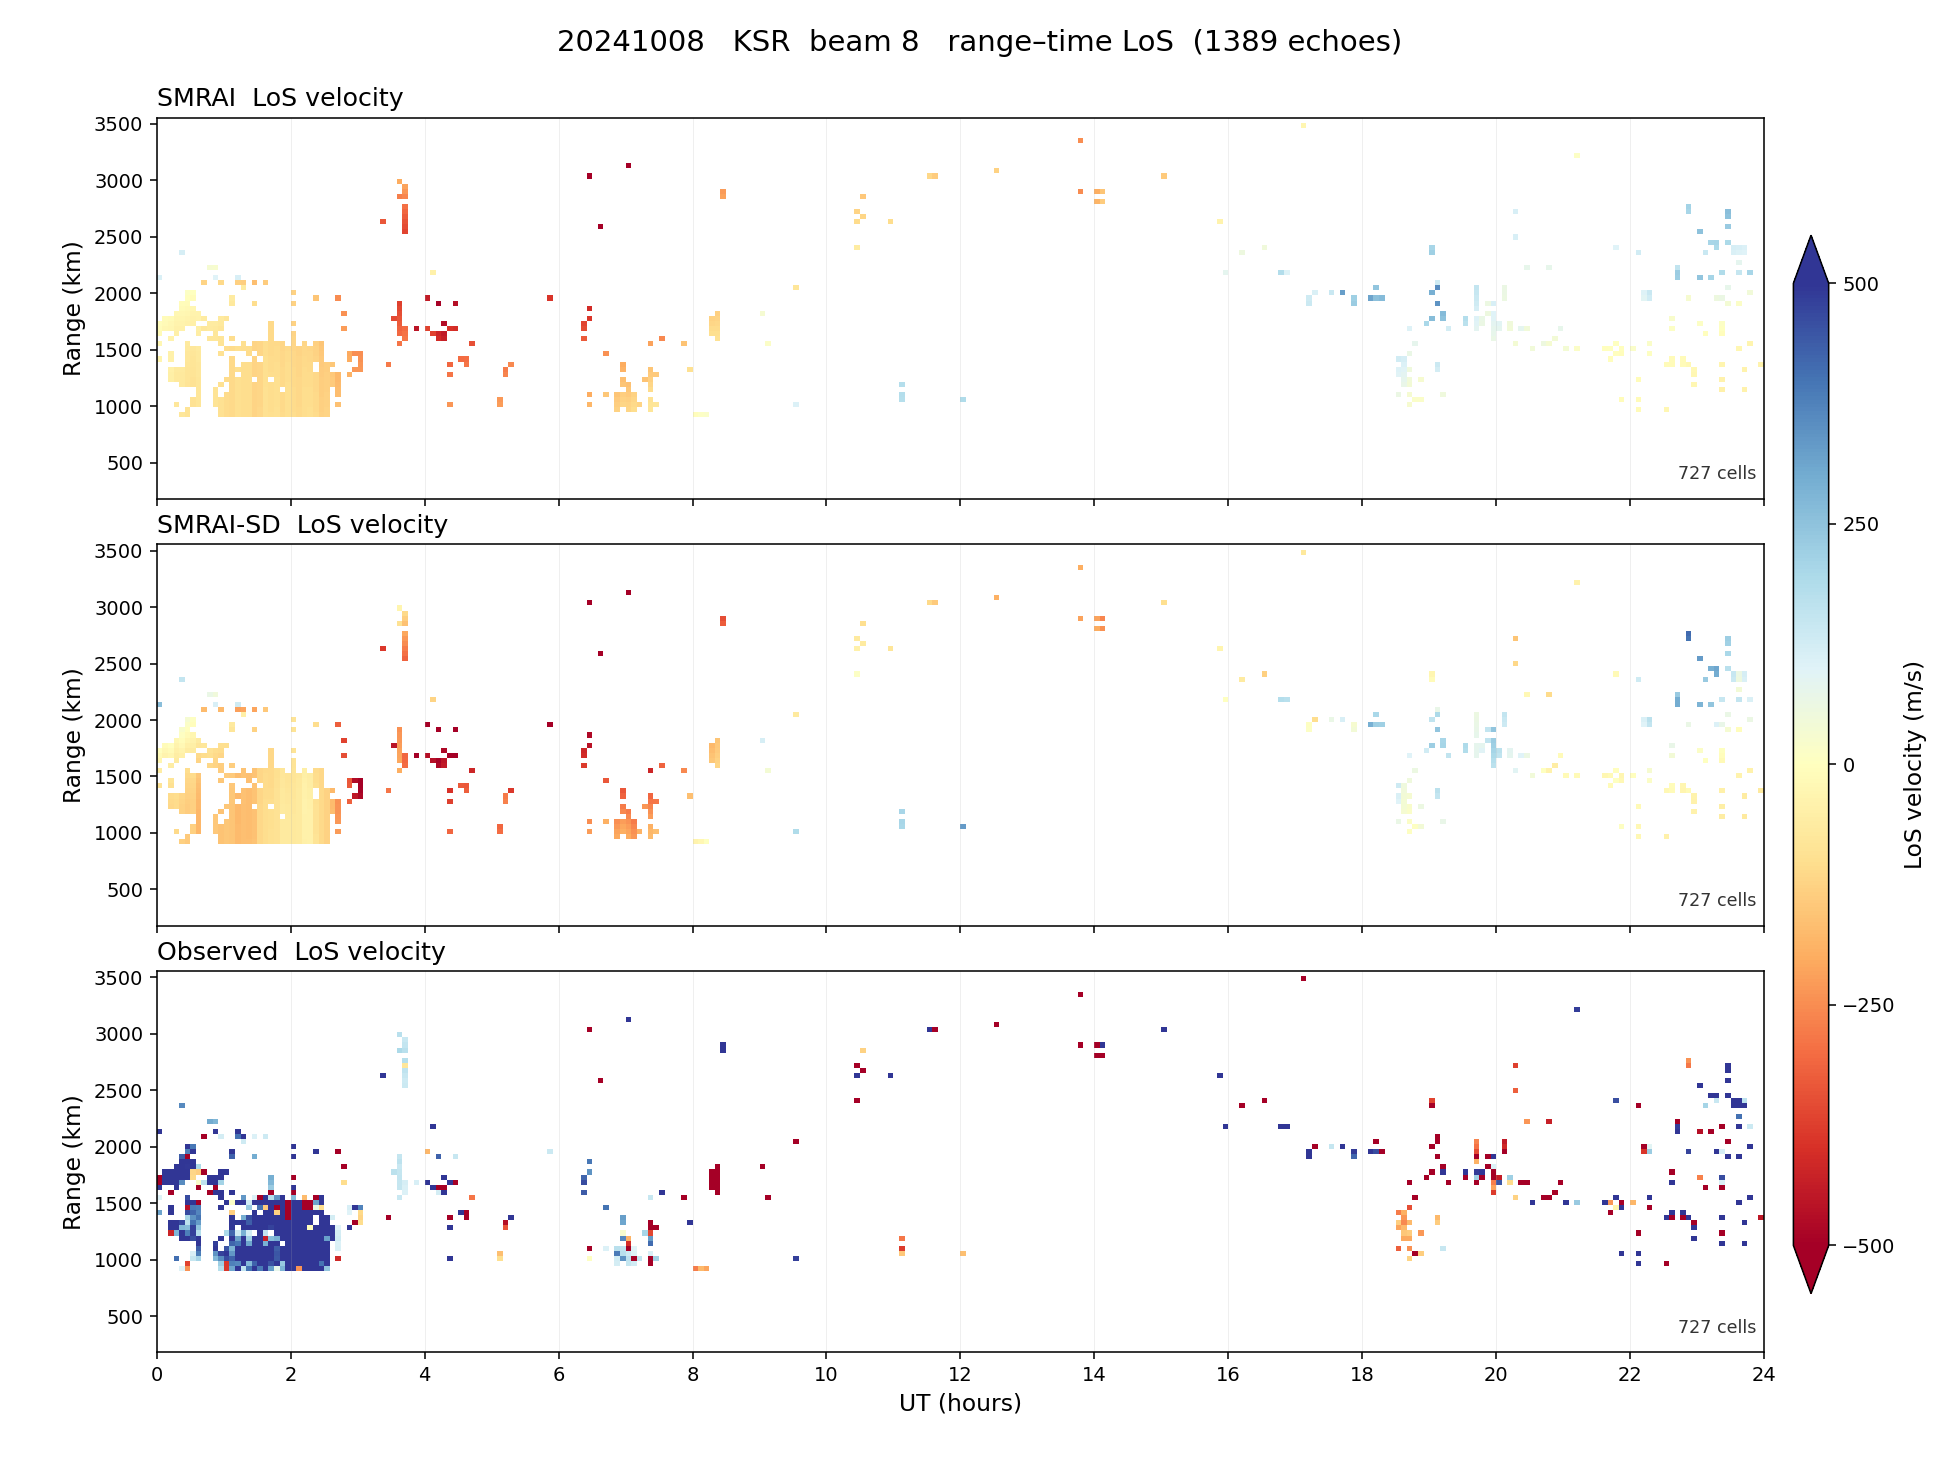 20241008   KSR  beam 8   range–time LoS  (1389 echoes)
SMRAI  LoS velocity
3500
3000
2500
2000
1500
1000
500
Range (km)
727 cells
SMRAI-SD  LoS velocity
3500
3000
2500
2000
1500
1000
500
Range (km)
727 cells
Observed  LoS velocity
3500
3000
2500
2000
1500
1000
500
Range (km)
727 cells
0 2 4 6 8 10 12 14 16 18 20 22 24
UT (hours)
500
250
0
−250
−500
LoS velocity (m/s)